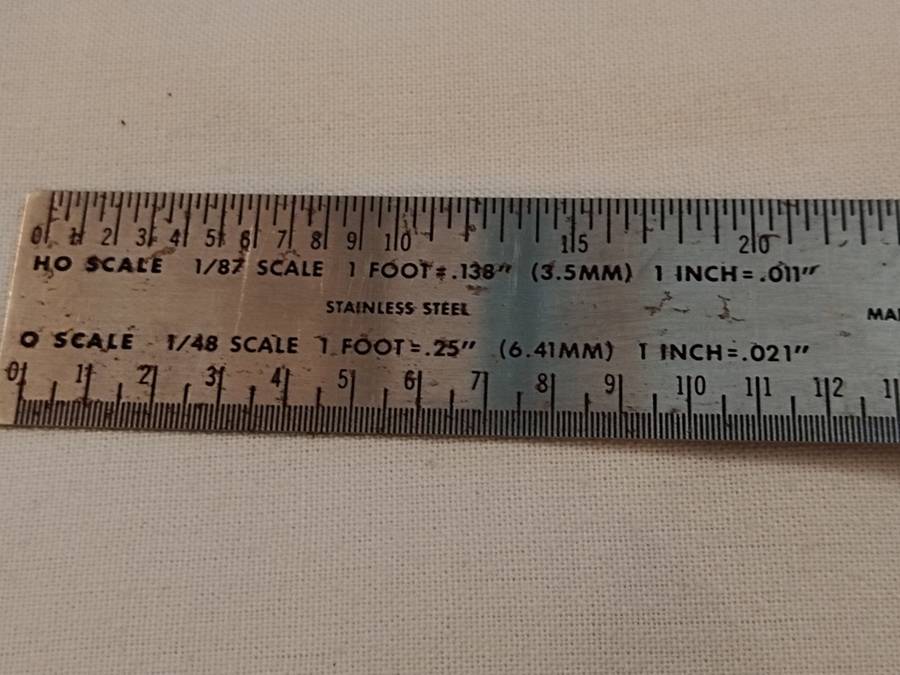 0 1 2 3 4 5 6 7 8 9 10 15 20
HO SCALE 1/87 SCALE 1 FOOT=.138" (3.5MM) 1 INCH=.011"
STAINLESS STEEL
O SCALE 1/48 SCALE 1 FOOT=.25" (6.41MM) 1 INCH=.021"
0 1 2 3 4 5 6 7 8 9 10 11 12